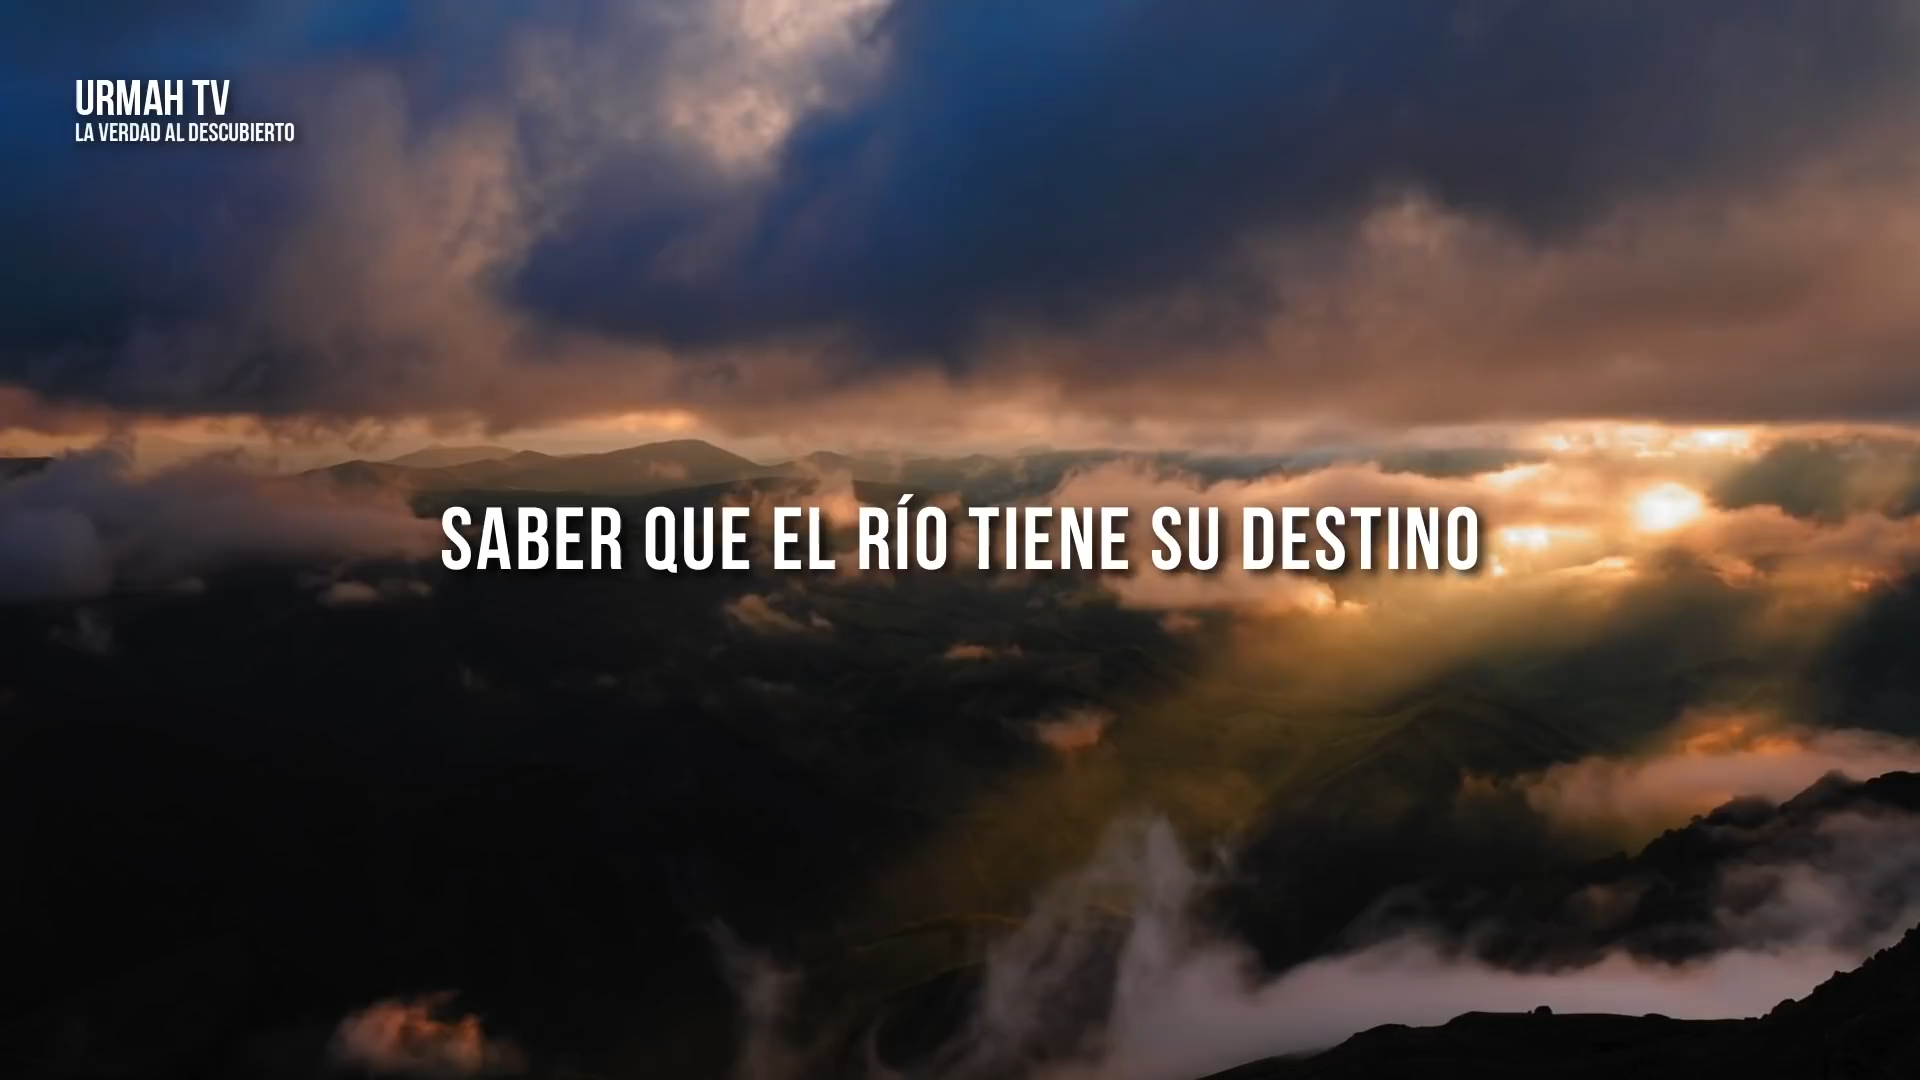 URMAH TV
LA VERDAD AL DESCUBIERTO
SABER QUE EL RÍO TIENE SU DESTINO